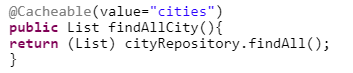 @Cacheable(value="cities")
public List findAllCity(){
return (List) cityRepository.findAll();
}